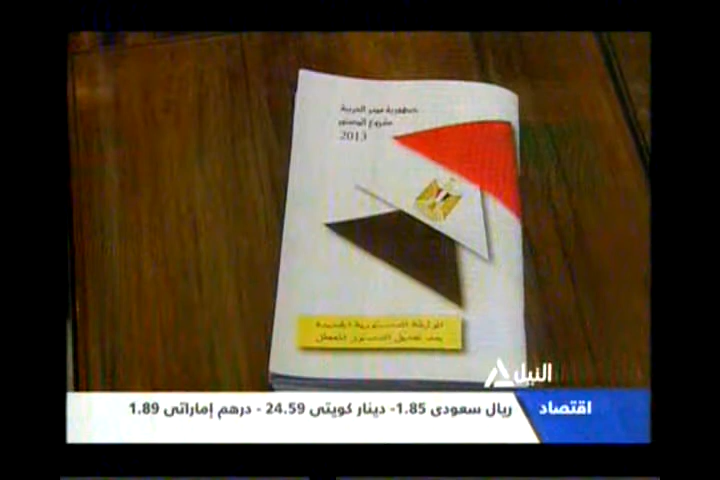 جمهورية مصر العربية
مشروع الدستور
2013
الوثيقة الدستورية الجديدة
بعد تعديل الدستور المعطل
النيل
اقتصاد
ريال سعودى 1.85- دينار كويتى 24.59 - درهم إماراتى 1.89